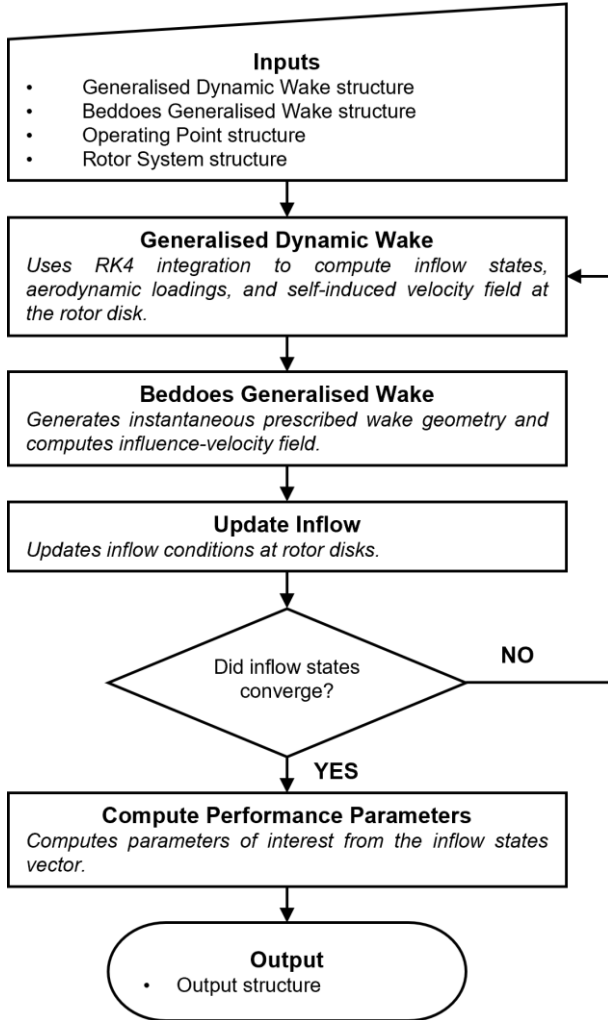 Inputs
• Generalised Dynamic Wake structure
• Beddoes Generalised Wake structure
• Operating Point structure
• Rotor System structure
Generalised Dynamic Wake
Uses RK4 integration to compute inflow states,
aerodynamic loadings, and self-induced velocity field at
the rotor disk.
Beddoes Generalised Wake
Generates instantaneous prescribed wake geometry and
computes influence-velocity field.
Update Inflow
Updates inflow conditions at rotor disks.
Did inflow states
converge?
NO
YES
Compute Performance Parameters
Computes parameters of interest from the inflow states
vector.
Output
• Output structure